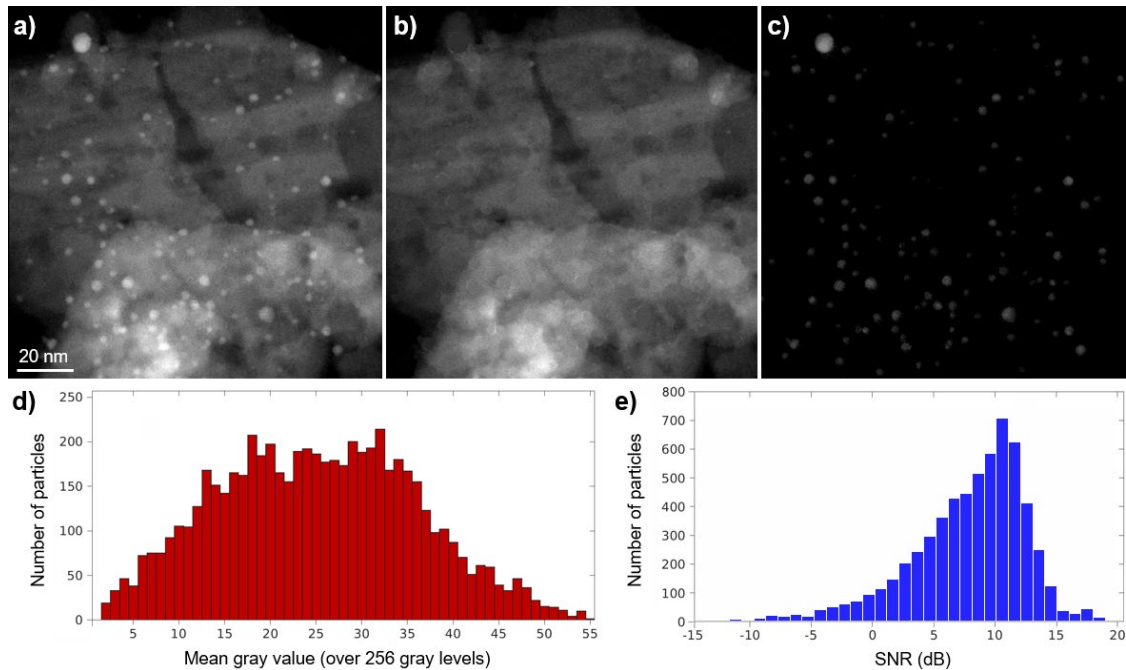 a)
b)
c)
20 nm
d)
250
200
150
100
50
0
Number of particles
5 10 15 20 25 30 35 40 45 50 55
Mean gray value (over 256 gray levels)
e)
800
700
600
500
400
300
200
100
0
Number of particles
-15 -10 -5 0 5 10 15 20
SNR (dB)